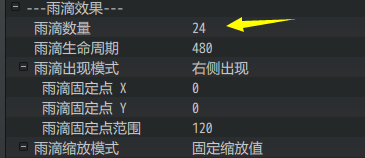 ---雨滴效果---
雨滴数量 24
雨滴生命周期 480
雨滴出现模式 右侧出现
雨滴固定点 X 0
雨滴固定点 Y 0
雨滴固定点范围 120
雨滴缩放模式 固定缩放值